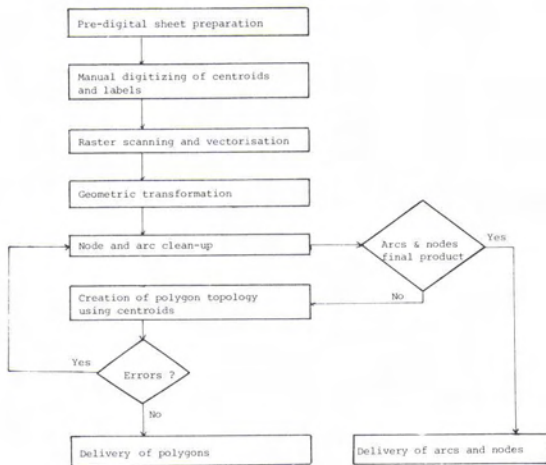 Pre-digital sheet preparation
Manual digitizing of centroids
and labels
Raster scanning and vectorisation
Geometric transformation
Node and arc clean-up
Arcs & nodes
final product
Yes
No
Creation of polygon topology
using centroids
Yes
Errors ?
No
Delivery of polygons
Delivery of arcs and nodes